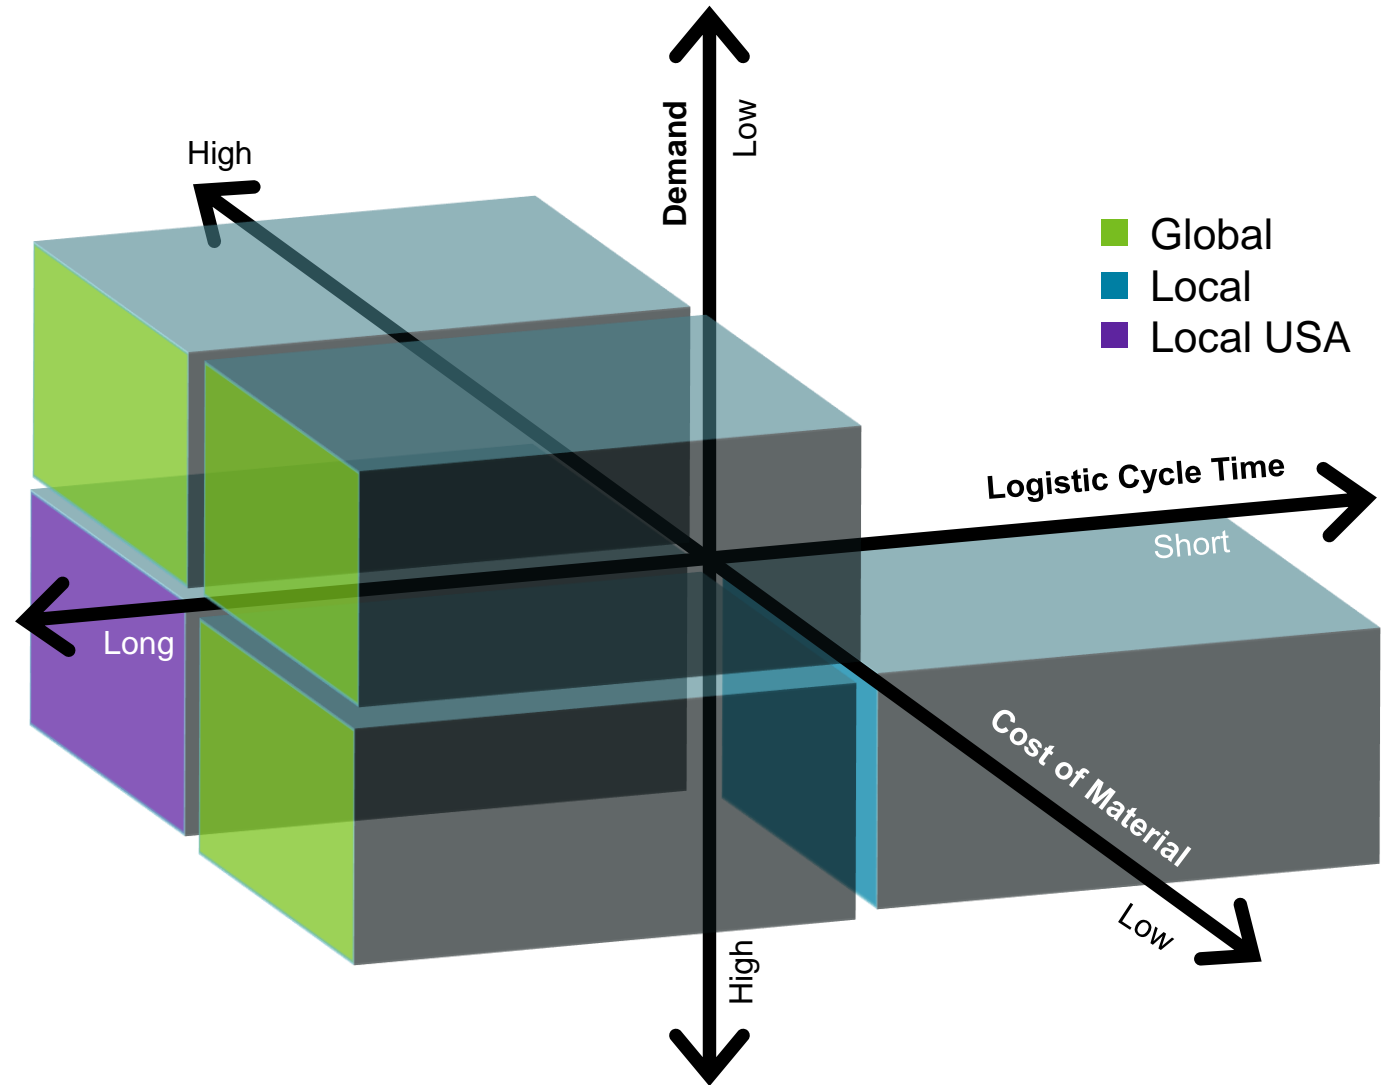 Demand
Low
High
Global
Local
Local USA
Logistic Cycle Time
Short
Long
Cost of Material
Low
High